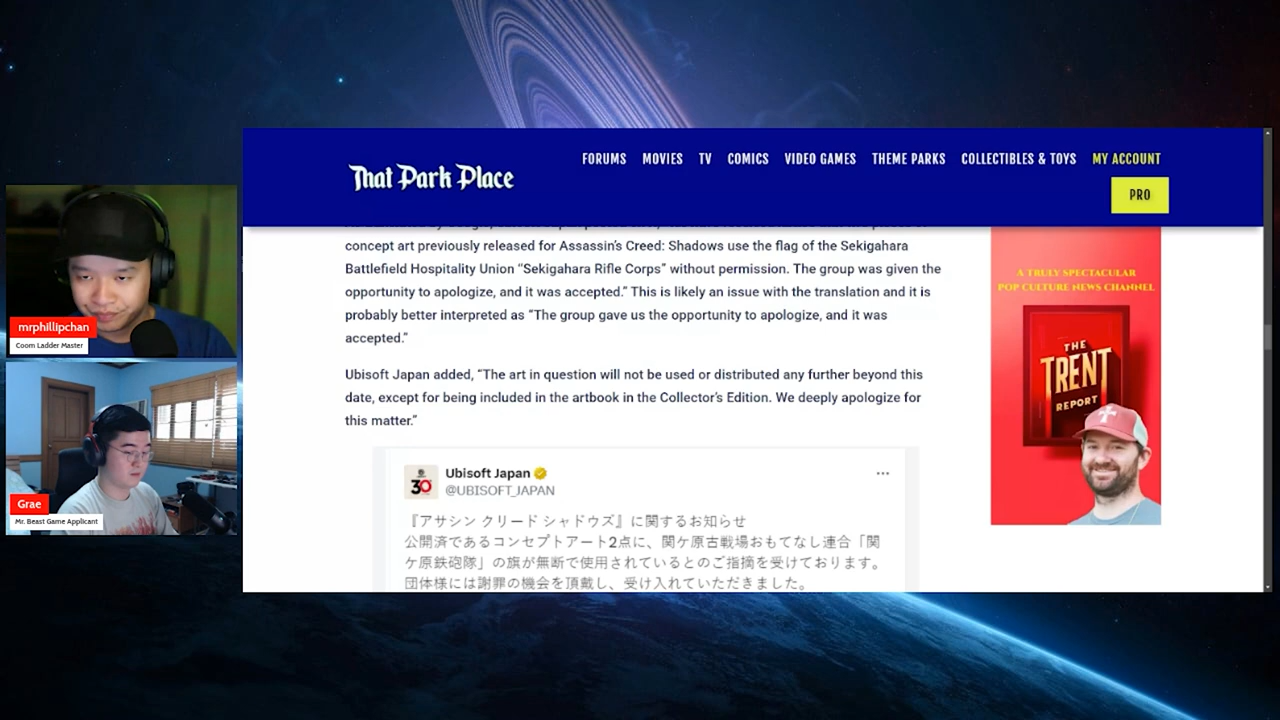 FORUMS MOVIES TV COMICS VIDEO GAMES THEME PARKS COLLECTIBLES & TOYS MY ACCOUNT
That Park Place
PRO
concept art previously released for Assassin's Creed: Shadows use the flag of the Sekigahara
Battlefield Hospitality Union “Sekigahara Rifle Corps” without permission. The group was given the
opportunity to apologize, and it was accepted.” This is likely an issue with the translation and it is
probably better interpreted as “The group gave us the opportunity to apologize, and it was
accepted.”
Ubisoft Japan added, “The art in question will not be used or distributed any further beyond this
date, except for being included in the artbook in the Collector's Edition. We deeply apologize for
this matter.”
Ubisoft Japan
@UBISOFT_JAPAN
30
『アサシン クリード シャドウズ』に関するお知らせ
公開済であるコンセプトアート2点に、関ケ原古戦場おもてなし連合「関
ケ原鉄砲隊」の旗が無断で使用されているとのご指摘を受けております。
団体様には謝罪の機会を頂戴し、受け入れていただきました。
A TRULY SPECTACULAR
POP CULTURE NEWS CHANNEL
THE
TRENT
REPORT
mrphillipchan
Coom Ladder Master
Grae
Mr. Beast Game Applicant